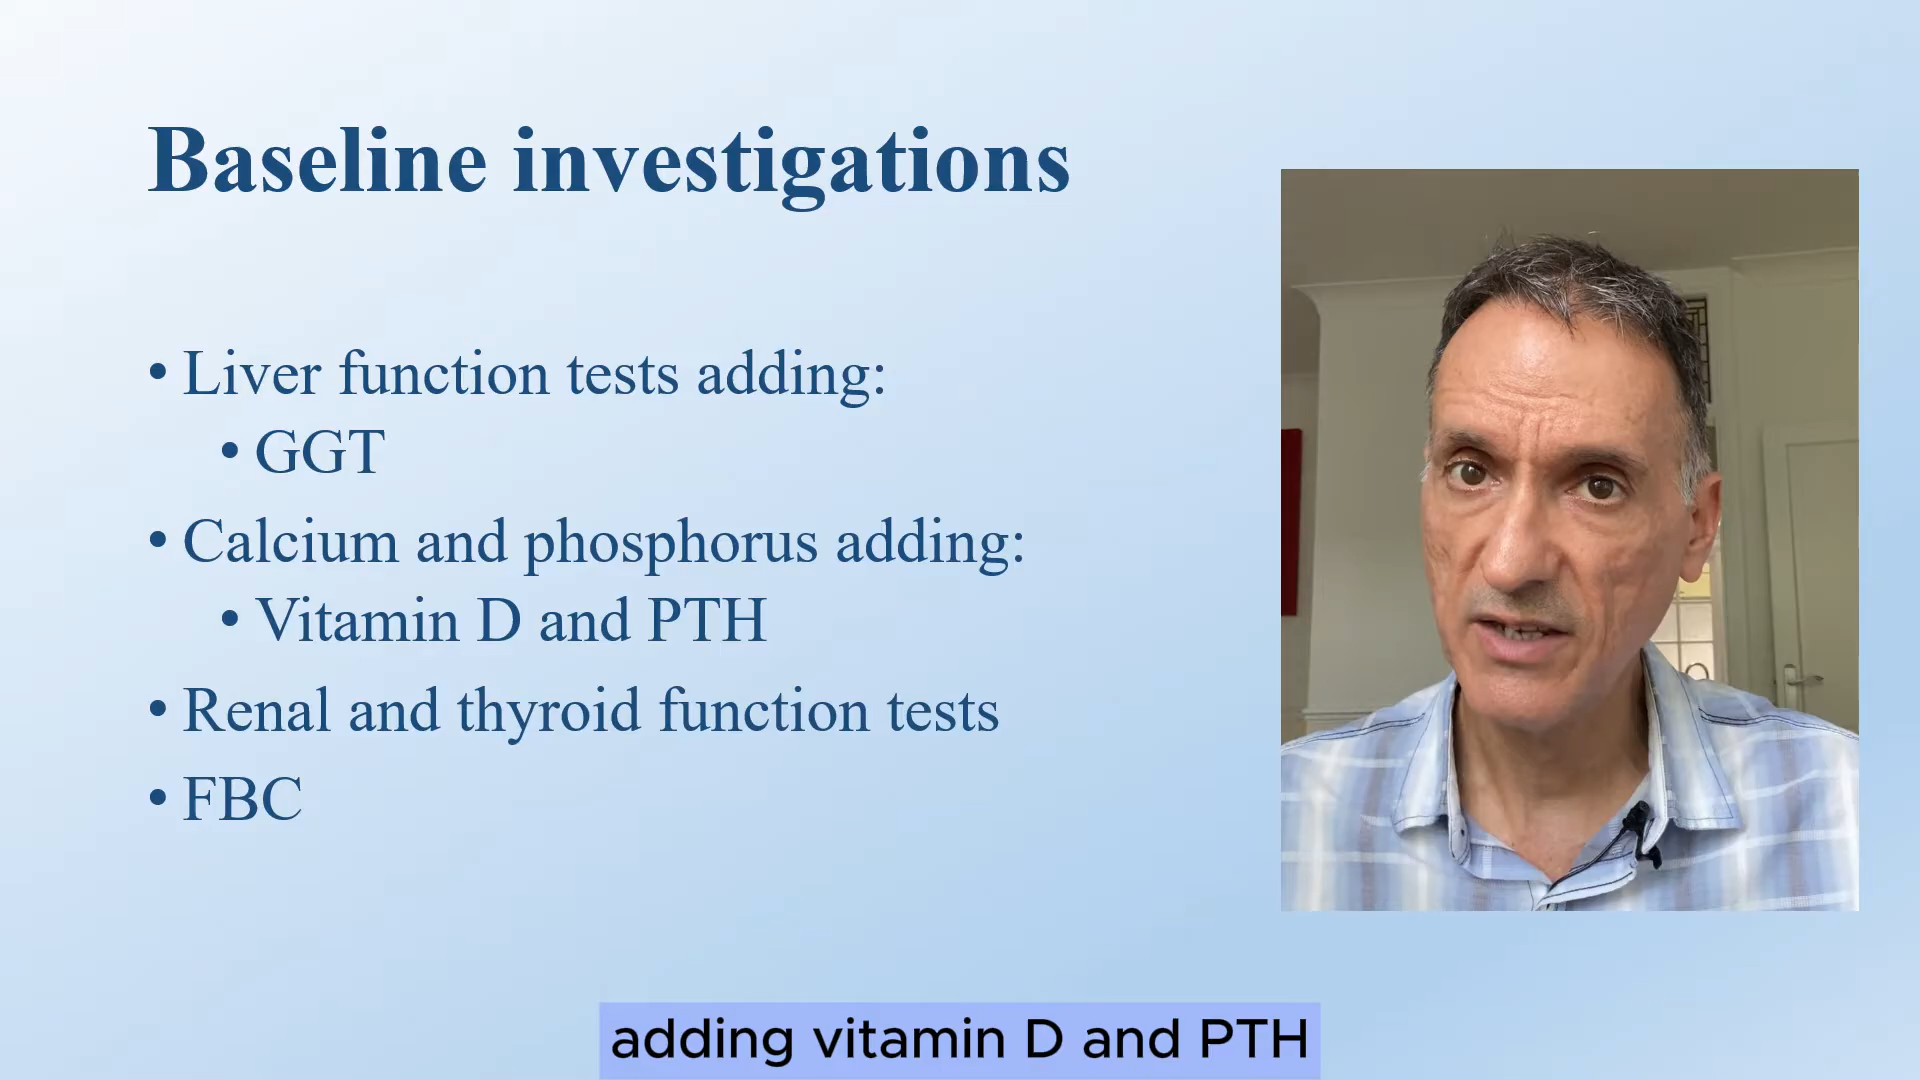 Baseline investigations
• Liver function tests adding:
• GGT
• Calcium and phosphorus adding:
• Vitamin D and PTH
• Renal and thyroid function tests
• FBC
adding vitamin D and PTH